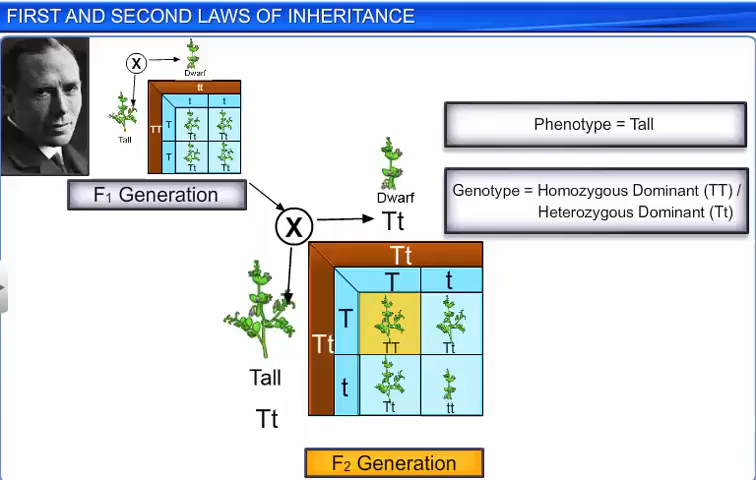 FIRST AND SECOND LAWS OF INHERITANCE
X
Dwarf
Tall
tt
TT
t t
T Tt Tt
T Tt Tt
F₁ Generation
Phenotype = Tall
Genotype = Homozygous Dominant (TT) /
Heterozygous Dominant (Tt)
X
Dwarf
Tt
Tall
Tt
Tt
Tt
T t
T
TT Tt
t
Tt tt
F₂ Generation